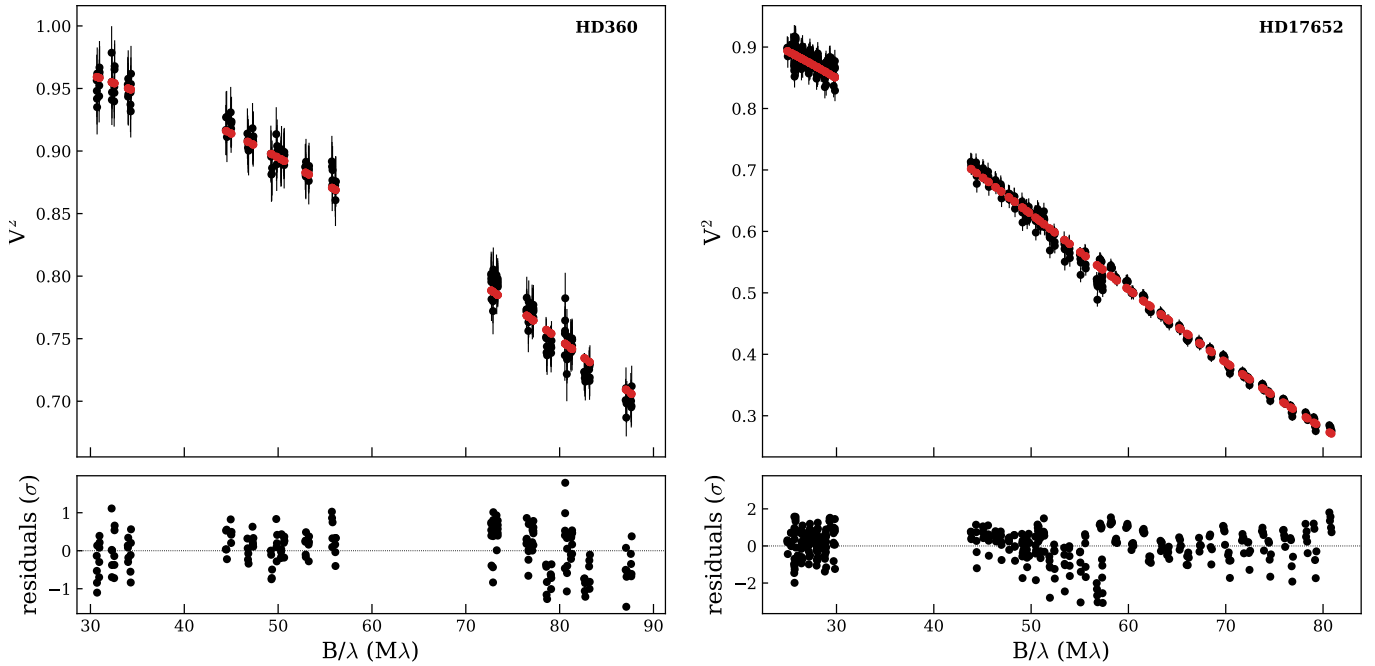 HD360
1.00
0.95
0.90
0.85
0.80
0.75
0.70
V²
1
0
−1
residuals (σ)
30 40 50 60 70 80 90
B/λ (Mλ)
HD17652
0.9
0.8
0.7
0.6
0.5
0.4
0.3
V²
2
0
−2
residuals (σ)
30 40 50 60 70 80
B/λ (Mλ)